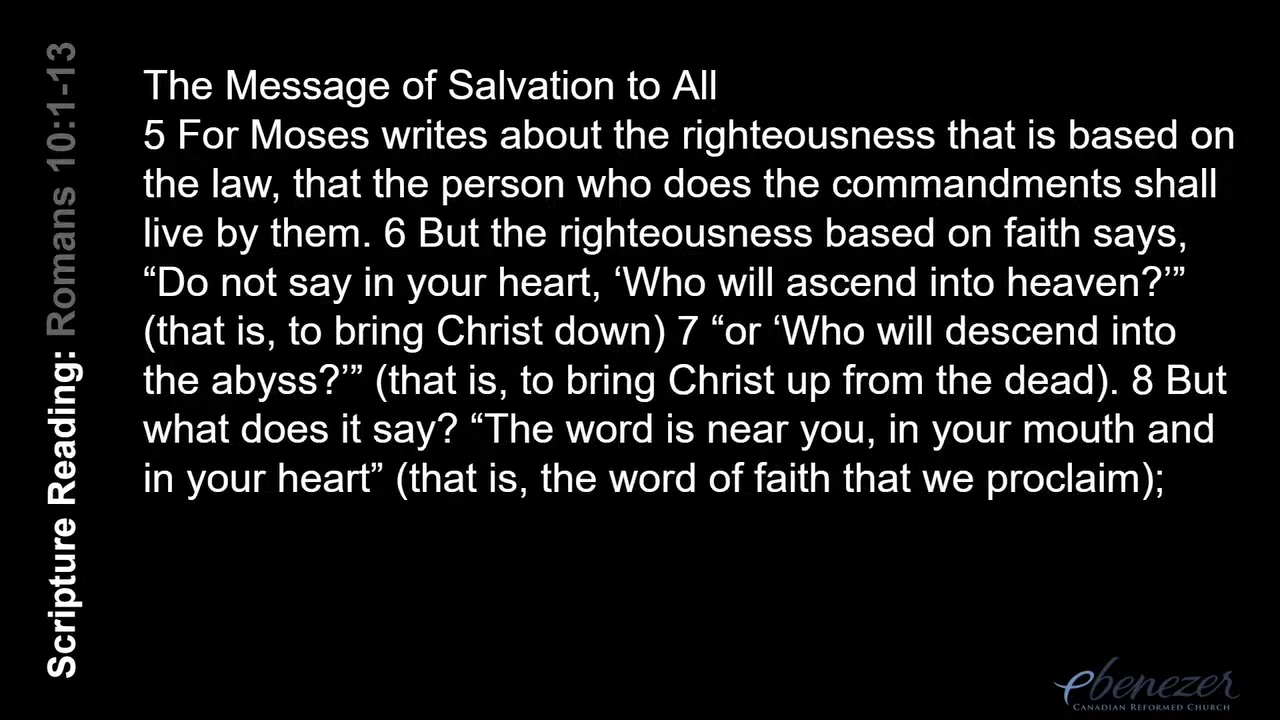 Scripture Reading: Romans 10:1-13
The Message of Salvation to All
5 For Moses writes about the righteousness that is based on
the law, that the person who does the commandments shall
live by them. 6 But the righteousness based on faith says,
“Do not say in your heart, ‘Who will ascend into heaven?’”
(that is, to bring Christ down) 7 “or ‘Who will descend into
the abyss?’” (that is, to bring Christ up from the dead). 8 But
what does it say? “The word is near you, in your mouth and
in your heart” (that is, the word of faith that we proclaim);
ebenezer
Canadian Reformed Church